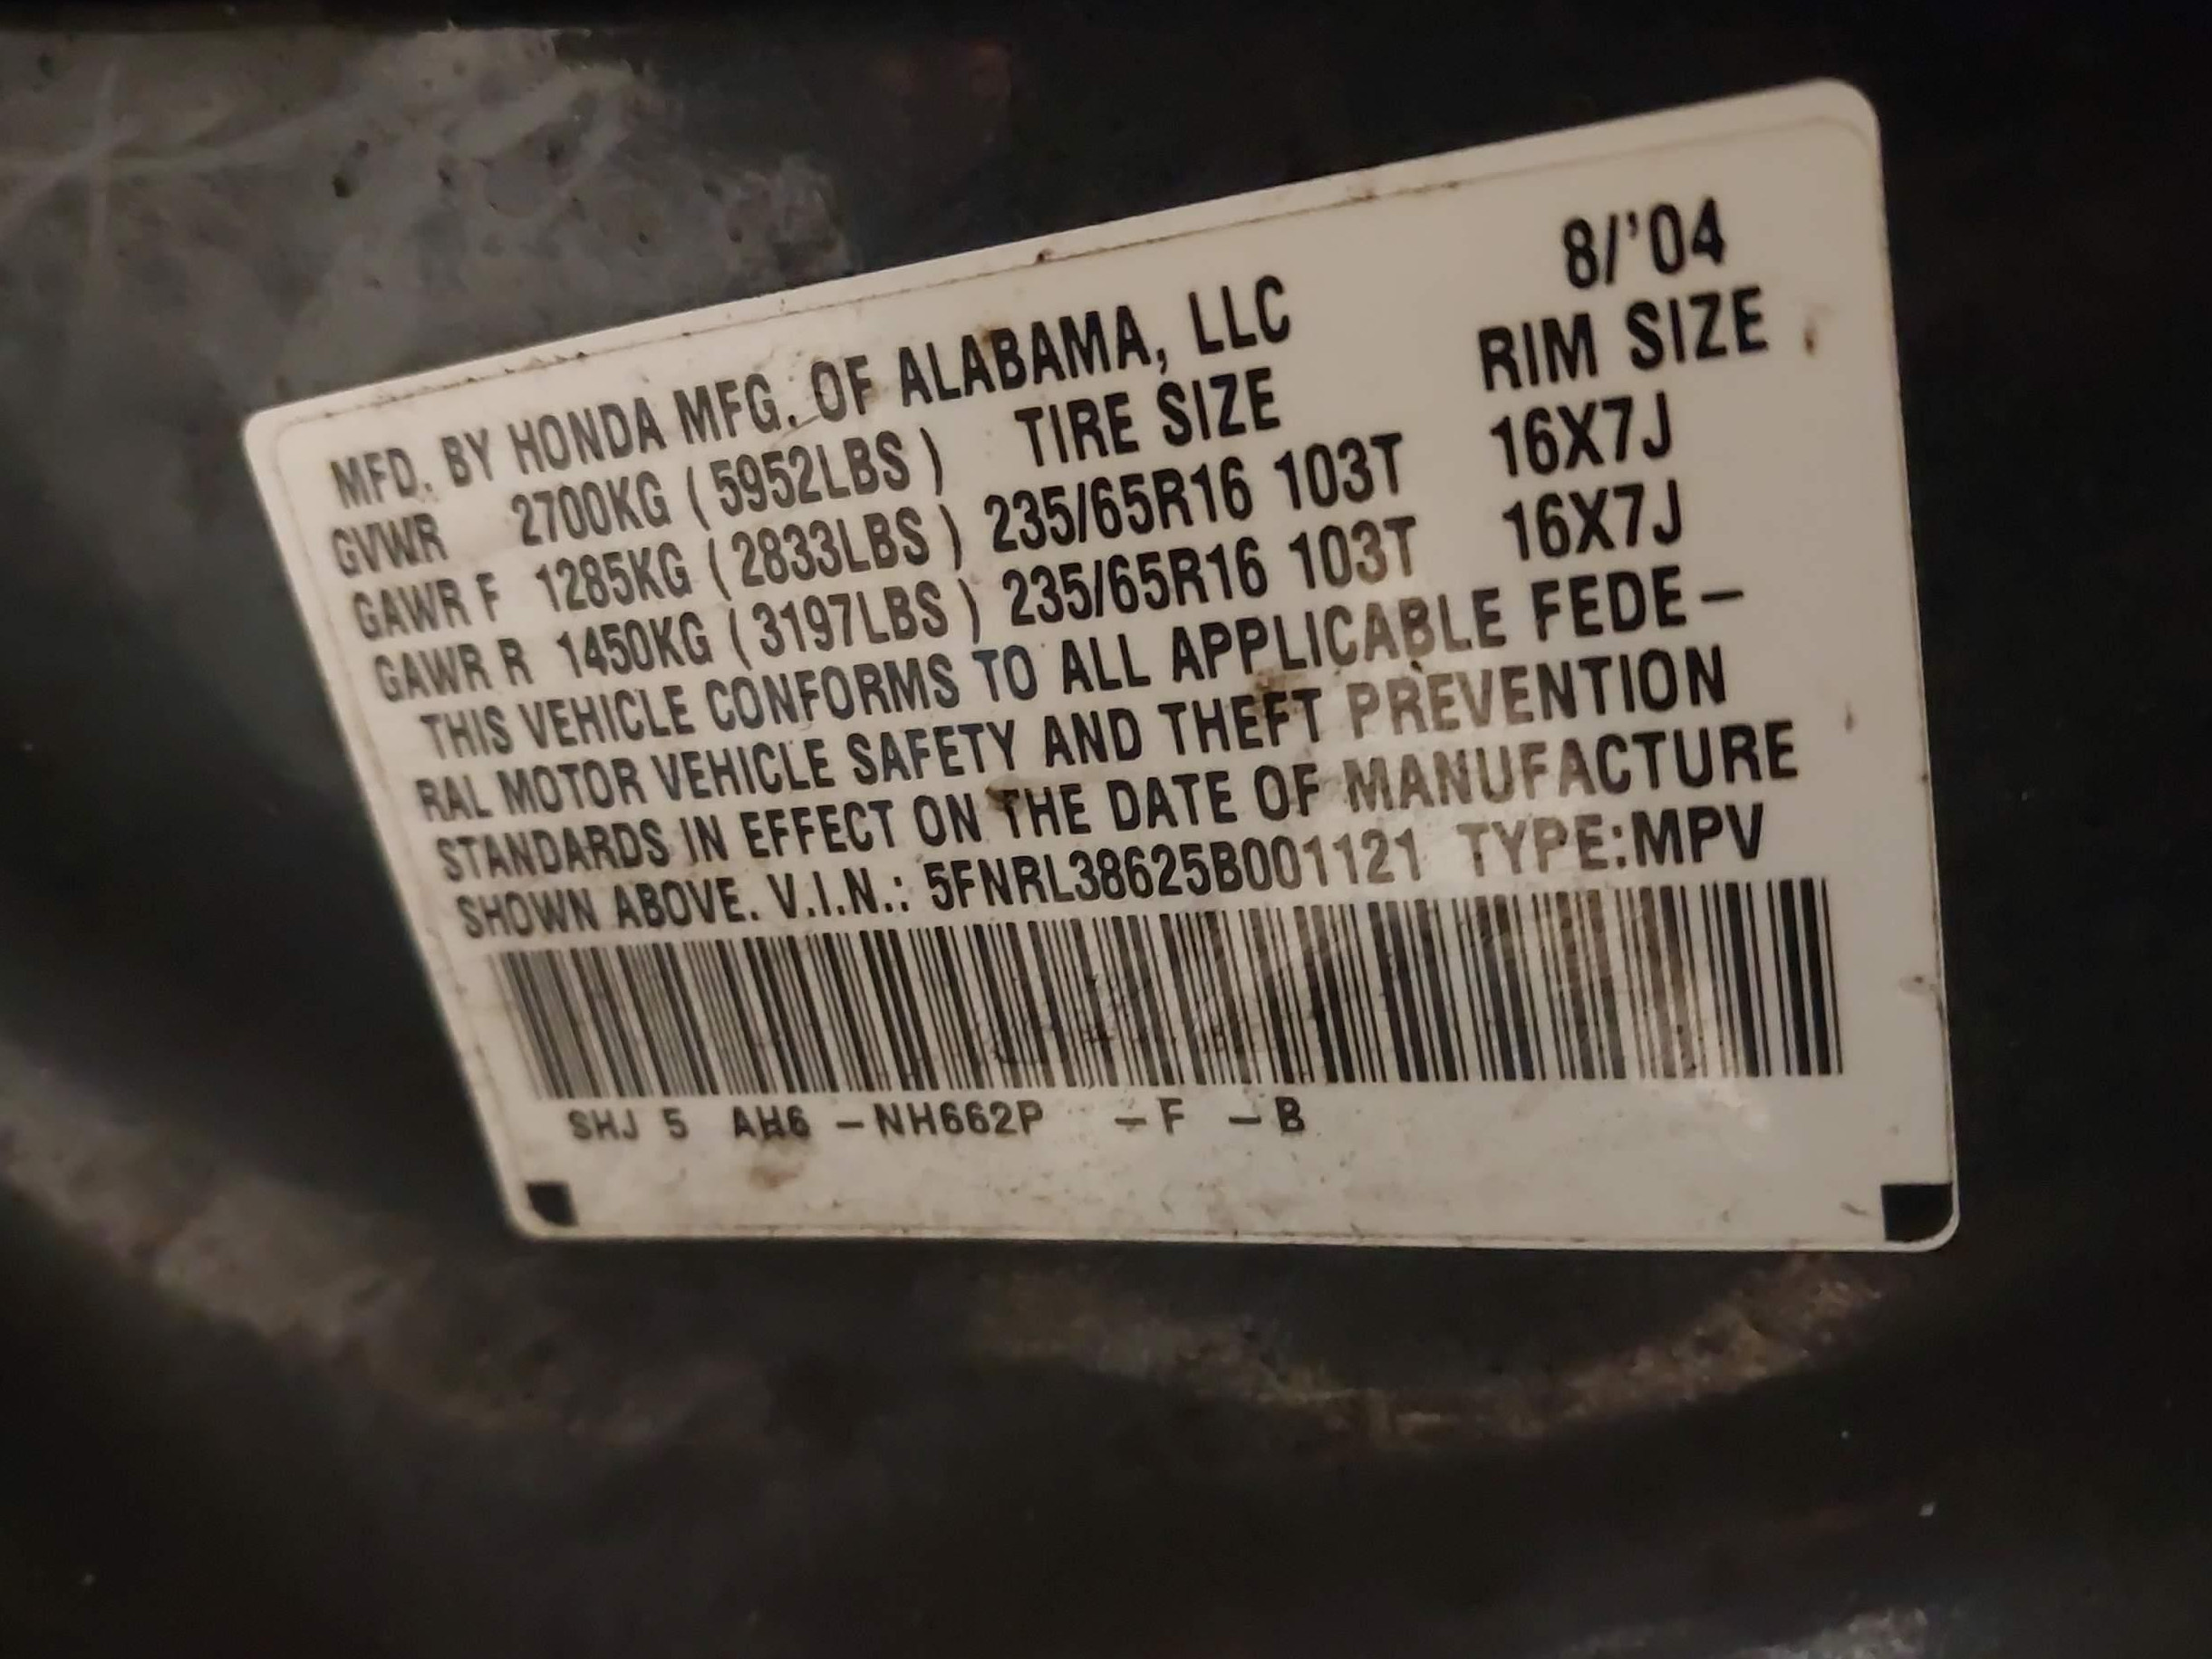 8/'04
MFD. BY HONDA MFG. OF ALABAMA, LLC
GVWR 2700KG (5952LBS) TIRE SIZE RIM SIZE
GAWR F 1285KG (2833LBS) 235/65R16 103T 16X7J
GAWR R 1450KG (3197LBS) 235/65R16 103T 16X7J
THIS VEHICLE CONFORMS TO ALL APPLICABLE FEDE-
RAL MOTOR VEHICLE SAFETY AND THEFT PREVENTION
STANDARDS IN EFFECT ON THE DATE OF MANUFACTURE
SHOWN ABOVE. V.I.N.: 5FNRL38625B001121 TYPE:MPV
SHJ 5 AH6 -NH662P -F -B